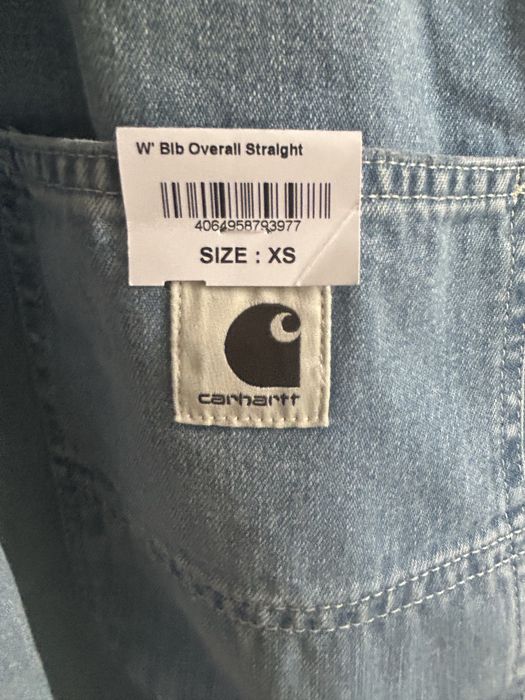 W' Bib Overall Straight
4064958793977
SIZE : XS
carhartt